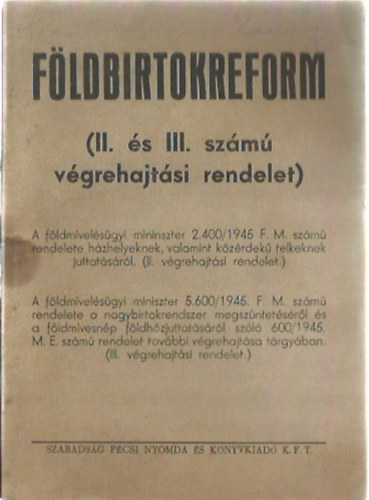 FÖLDBIRTOKREFORM
(II. és III. számú
végrehajtási rendelet)
A földmívelésügyi mininszter 2.400/1945 F. M. számú
rendelete házhelyeknek, valamint közérdekű telkeknek
juttatásáról. (II. végrehajtási rendelet.)
A földmívelésügyi miniszter 5.600/1945. F. M. számú
rendelete a nagybirtokrendszer megszüntetéséről és
a földmívesnép földhözjuttatásáról szóló 600/1945.
M. E. számú rendelet további végrehajtása tárgyában.
(III. végrehajtási rendelet.)
SZABADSÁG PÉCSI NYOMDA ÉS KÖNYVKIADÓ K. F. T.